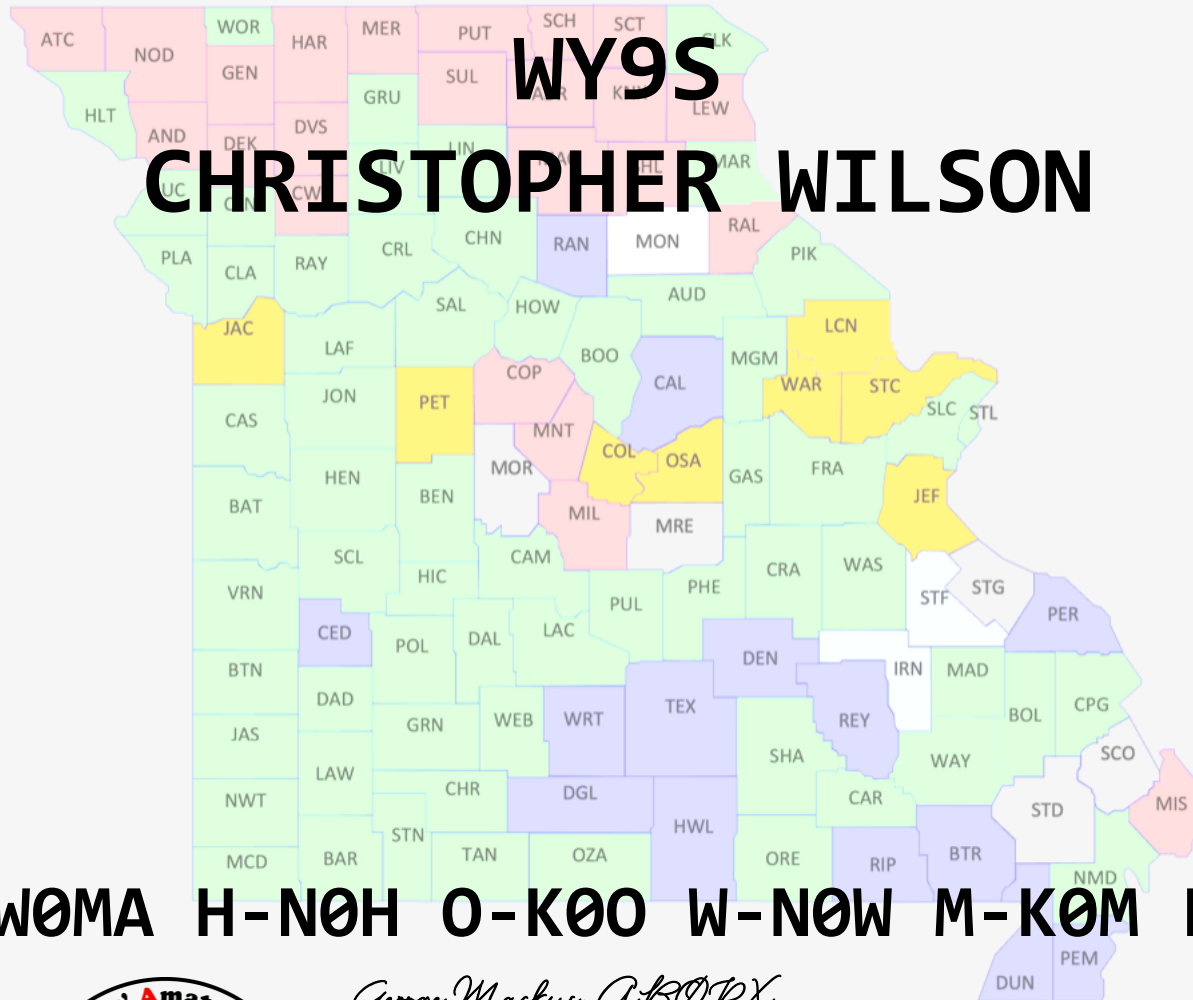 ATC NOD WOR HAR MER PUT SCH SCT CLK
GEN SUL
WY9S
HLT GRU LEW
AND DEK DVS LIN LIV MAR
CHRISTOPHER WILSON
PLA CLA RAY CRL CHN RAN MON RAL PIK
JAC SAL HOW AUD LCN
LAF BOO CAL MGM
CAS JON PET COP MNT WAR STC SLC STL
BAT HEN BEN MOR COL OSA GAS FRA JEF
SCL MIL MRE
VRN HIC CAM PUL PHE CRA WAS STF STG
CED POL DAL LAC DEN PER
BTN DAD IRN MAD
JAS GRN WEB WRT TEX REY BOL CPG
LAW SHA WAY SCO
NWT CHR DGL CAR STD MIS
STN HWL
MCD BAR TAN OZA ORE RIP BTR NMD
W0MA H-N0H O-K0O W-N0W M-K0M
PEM
DUN